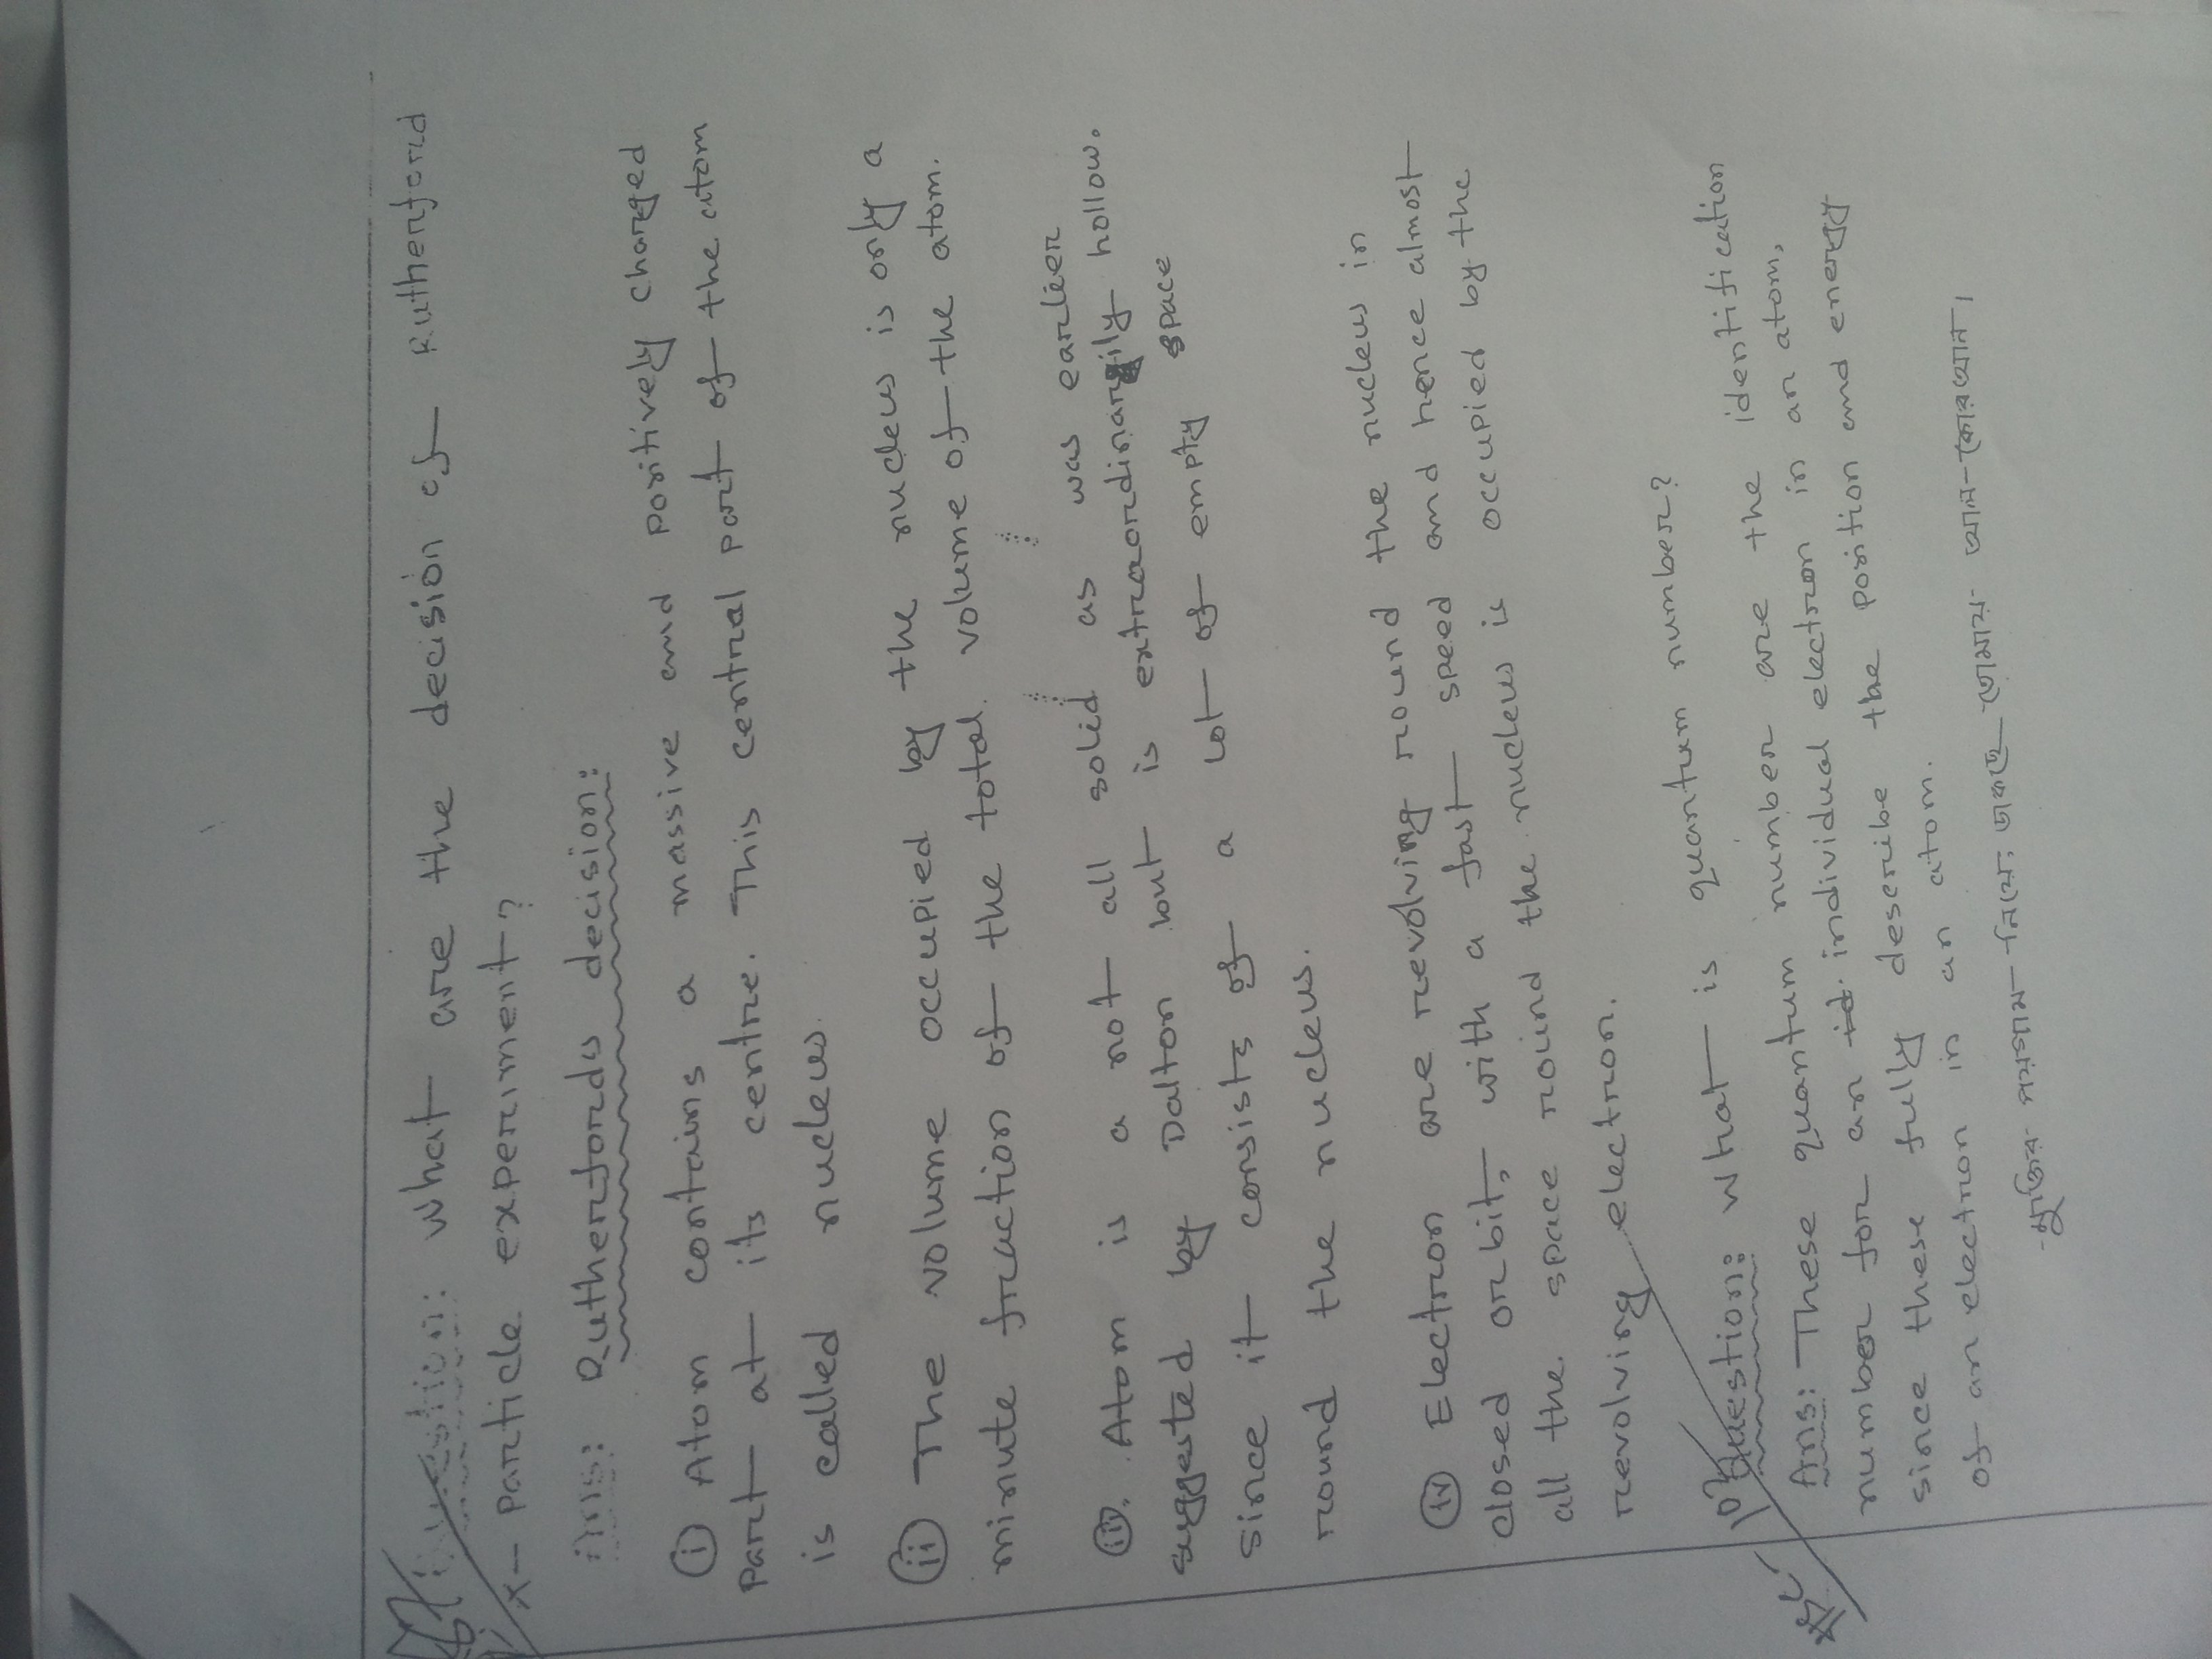 Question: What are the decision of Rutherford
α- particle experiment?
Ans: Rutherfords decision:
(i) Atom contains a massive and positively charged
part at its centre. This central part of the atom
is called nucleus.
(ii) The volume occupied by the nucleus is only a
minute fraction of the total volume of the atom.
(iii). Atom is a not all solid as was earlier
suggested by Dalton but is extraordinarily hollow.
since it consists of a lot of empty space
round the nucleus.
(iv) Electron are revolving round the nucleus in
closed orbit, with a fast speed and hence almost
all the space round the nucleus is occupied by the
revolving electron.
HSC-10? Question: What is quantum number?
Ans: These quantum number are the identification
number for an id. individual electron in an atom,
since these fully describe the position and energy
of an electron in an atom.
-মুক্তির পয়গাম নিয়ে, ডাকছে তোমায় আল-কোরআন।